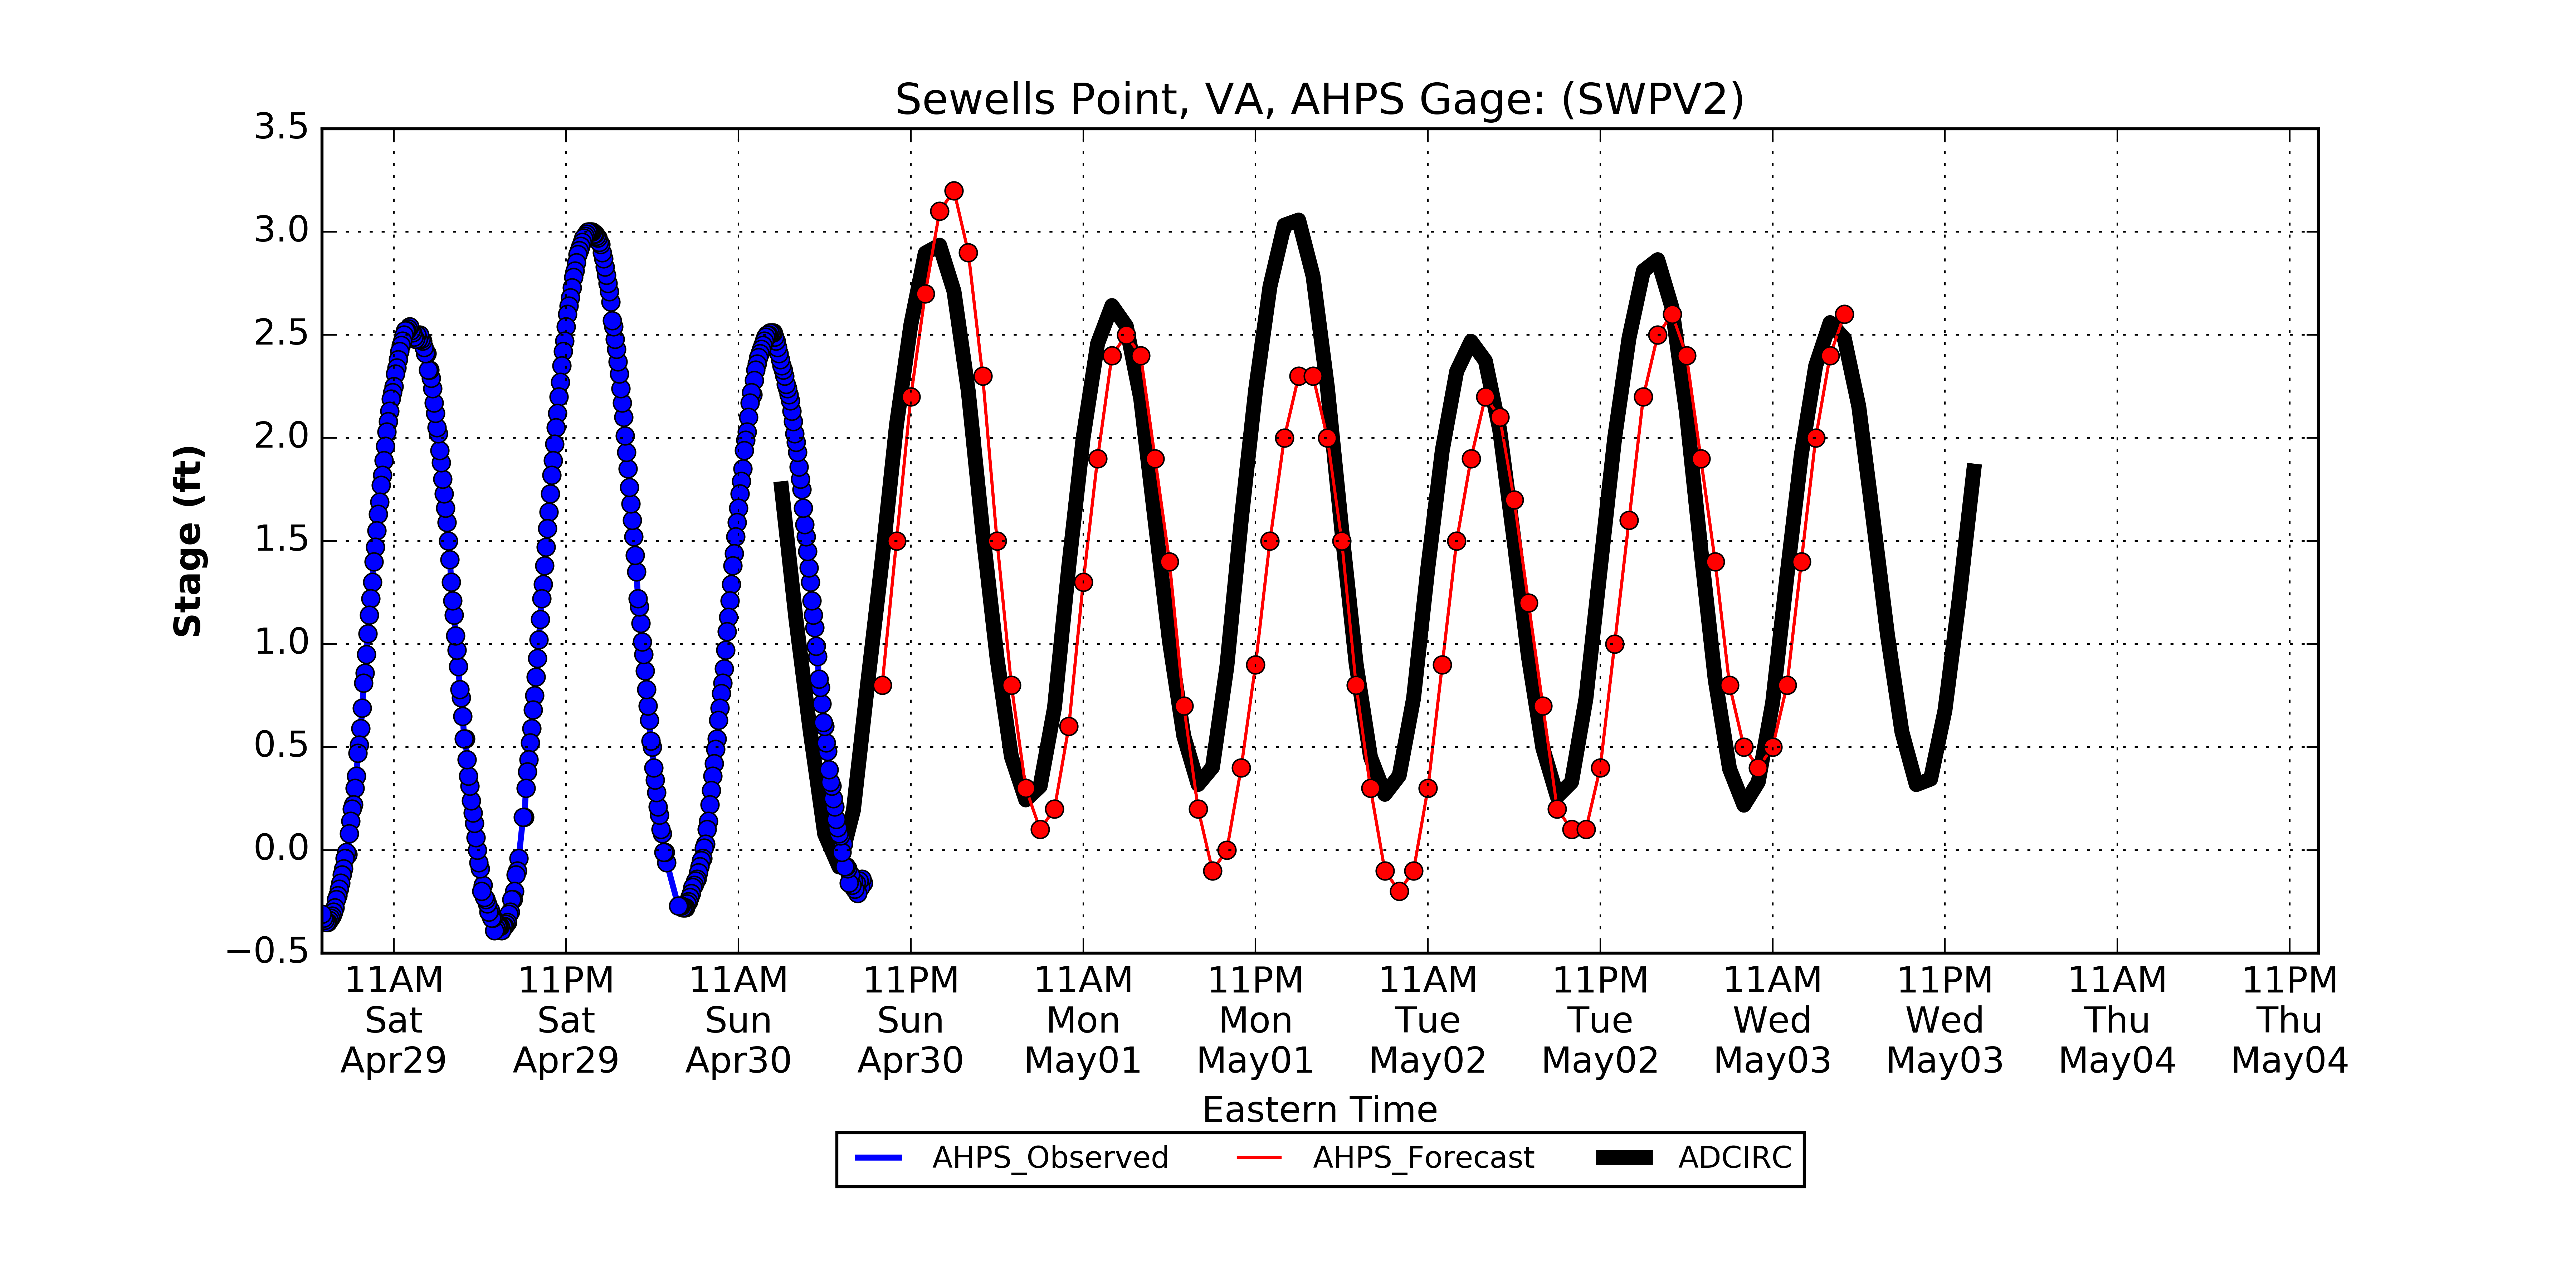 Sewells Point, VA, AHPS Gage: (SWPV2)
3.5
3.0
2.5
2.0
1.5
1.0
0.5
0.0
−0.5
Stage (ft)
11AM 11PM 11AM 11PM 11AM 11PM 11AM 11PM 11AM 11PM 11AM 11PM
Sat Sat Sun Sun Mon Mon Tue Tue Wed Wed Thu Thu
Apr29 Apr29 Apr30 Apr30 May01 May01 May02 May02 May03 May03 May04 May04
Eastern Time
AHPS_Observed AHPS_Forecast ADCIRC